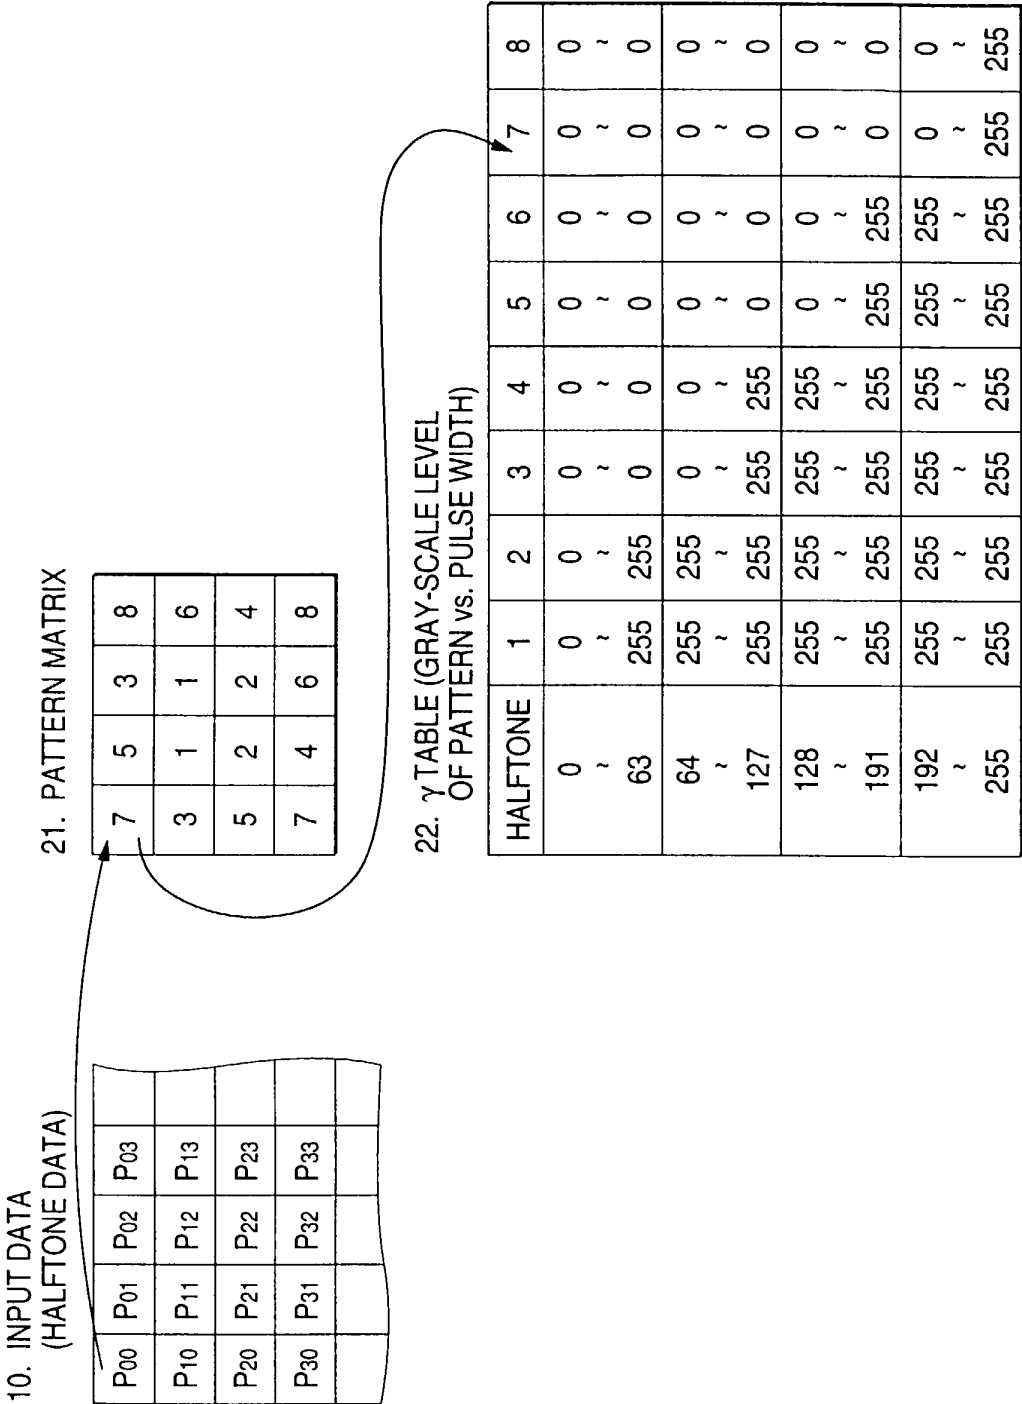 10. INPUT DATA
(HALFTONE DATA)
P00 P01 P02 P03
P10 P11 P12 P13
P20 P21 P22 P23
P30 P31 P32 P33
21. PATTERN MATRIX
7 5 3 8
3 1 1 6
5 2 2 4
7 4 6 8
22. γ TABLE (GRAY-SCALE LEVEL
OF PATTERN vs. PULSE WIDTH)
HALFTONE 1 2 3 4 5 6 7 8
0 0 0 0 0 0 0 0 0
~ ~ ~ ~ ~ ~ ~ ~ ~
63 255 255 0 0 0 0 0 0
64 255 255 0 0 0 0 0 0
~ ~ ~ ~ ~ ~ ~ ~ ~
127 255 255 255 255 0 0 0 0
128 255 255 255 255 0 0 0 0
~ ~ ~ ~ ~ ~ ~ ~ ~
191 255 255 255 255 255 255 0 0
192 255 255 255 255 255 255 0 0
~ ~ ~ ~ ~ ~ ~ ~ ~
255 255 255 255 255 255 255 255 255